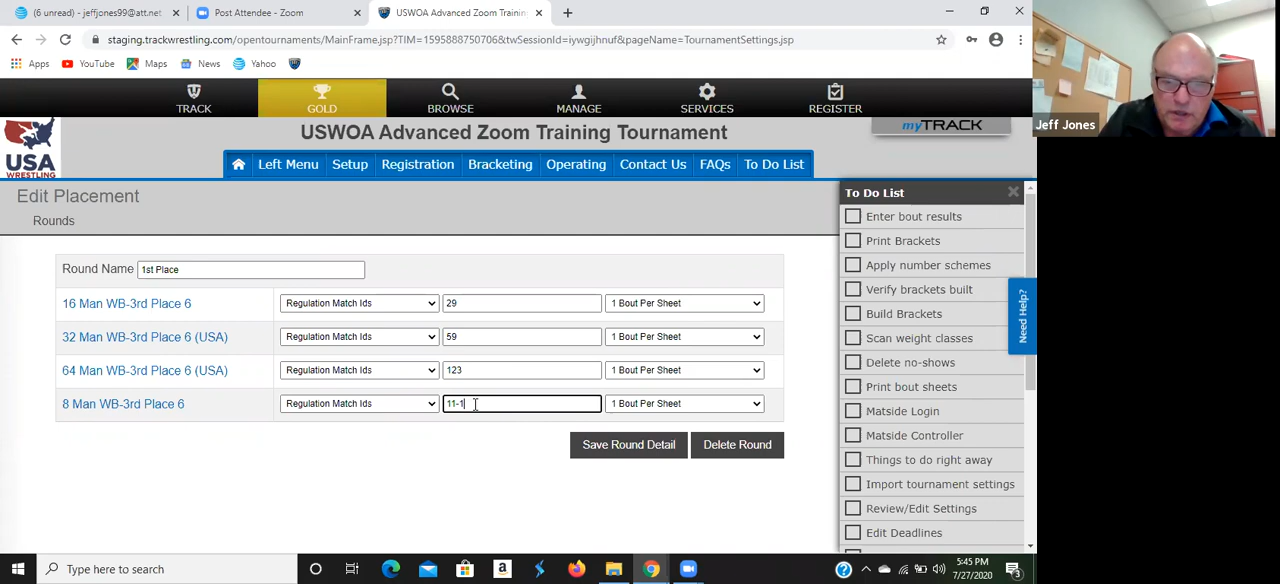 (6 unread) - jeffjones99@att.net
Post Attendee - Zoom
USWOA Advanced Zoom Trainin
staging.trackwrestling.com/opentournaments/MainFrame.jsp?TIM=1595888750706&twSessionId=iywgijhnuf&pageName=TournamentSettings.jsp
Apps YouTube Maps News Yahoo
TRACK GOLD BROWSE MANAGE SERVICES REGISTER
USA WRESTLING
USWOA Advanced Zoom Training Tournament
myTRACK
Left Menu Setup Registration Bracketing Operating Contact Us FAQs To Do List
Jeff Jones
Edit Placement
Rounds
Round Name 1st Place
16 Man WB-3rd Place 6 Regulation Match Ids 29 1 Bout Per Sheet
32 Man WB-3rd Place 6 (USA) Regulation Match Ids 59 1 Bout Per Sheet
64 Man WB-3rd Place 6 (USA) Regulation Match Ids 123 1 Bout Per Sheet
8 Man WB-3rd Place 6 Regulation Match Ids 11-1 1 Bout Per Sheet
Save Round Detail Delete Round
To Do List
Enter bout results
Print Brackets
Apply number schemes
Verify brackets built
Build Brackets
Scan weight classes
Delete no-shows
Print bout sheets
Matside Login
Matside Controller
Things to do right away
Import tournament settings
Review/Edit Settings
Edit Deadlines
Need Help?
Type here to search
5:45 PM
7/27/2020
3